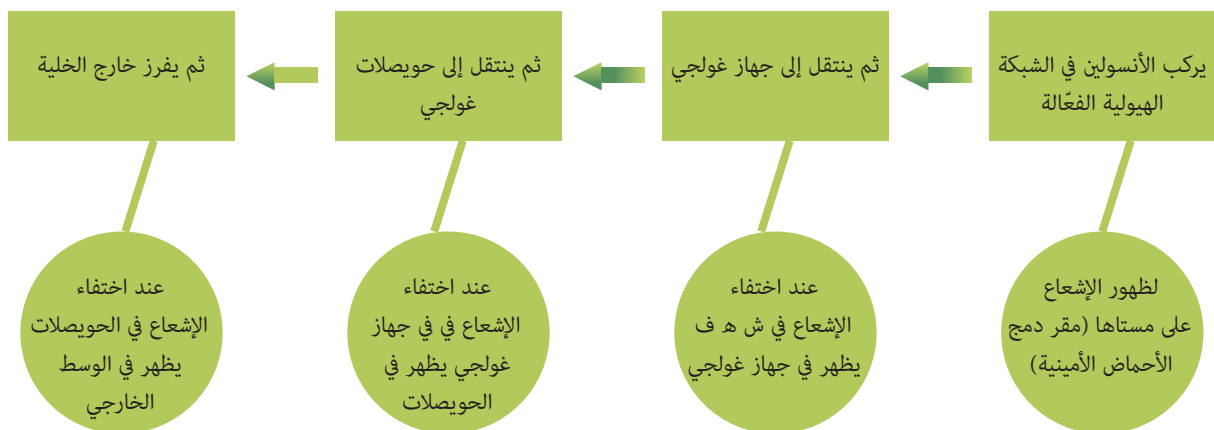 يركب الأنسولين في الشبكة
الهيولية الفعّالة
ثم ينتقل إلى جهاز غولجي
ثم ينتقل إلى حويصلات
غولجي
ثم يفرز خارج الخلية
لظهور الإشعاع
على مستاها (مقر دمج
الأحماض الأمينية)
عند اختفاء
الإشعاع في ش ه ف
يظهر في جهاز غولجي
عند اختفاء
الإشعاع في في جهاز
غولجي يظهر في
الحويصلات
عند اختفاء
الإشعاع في الحويصلات
يظهر في الوسط
الخارجي